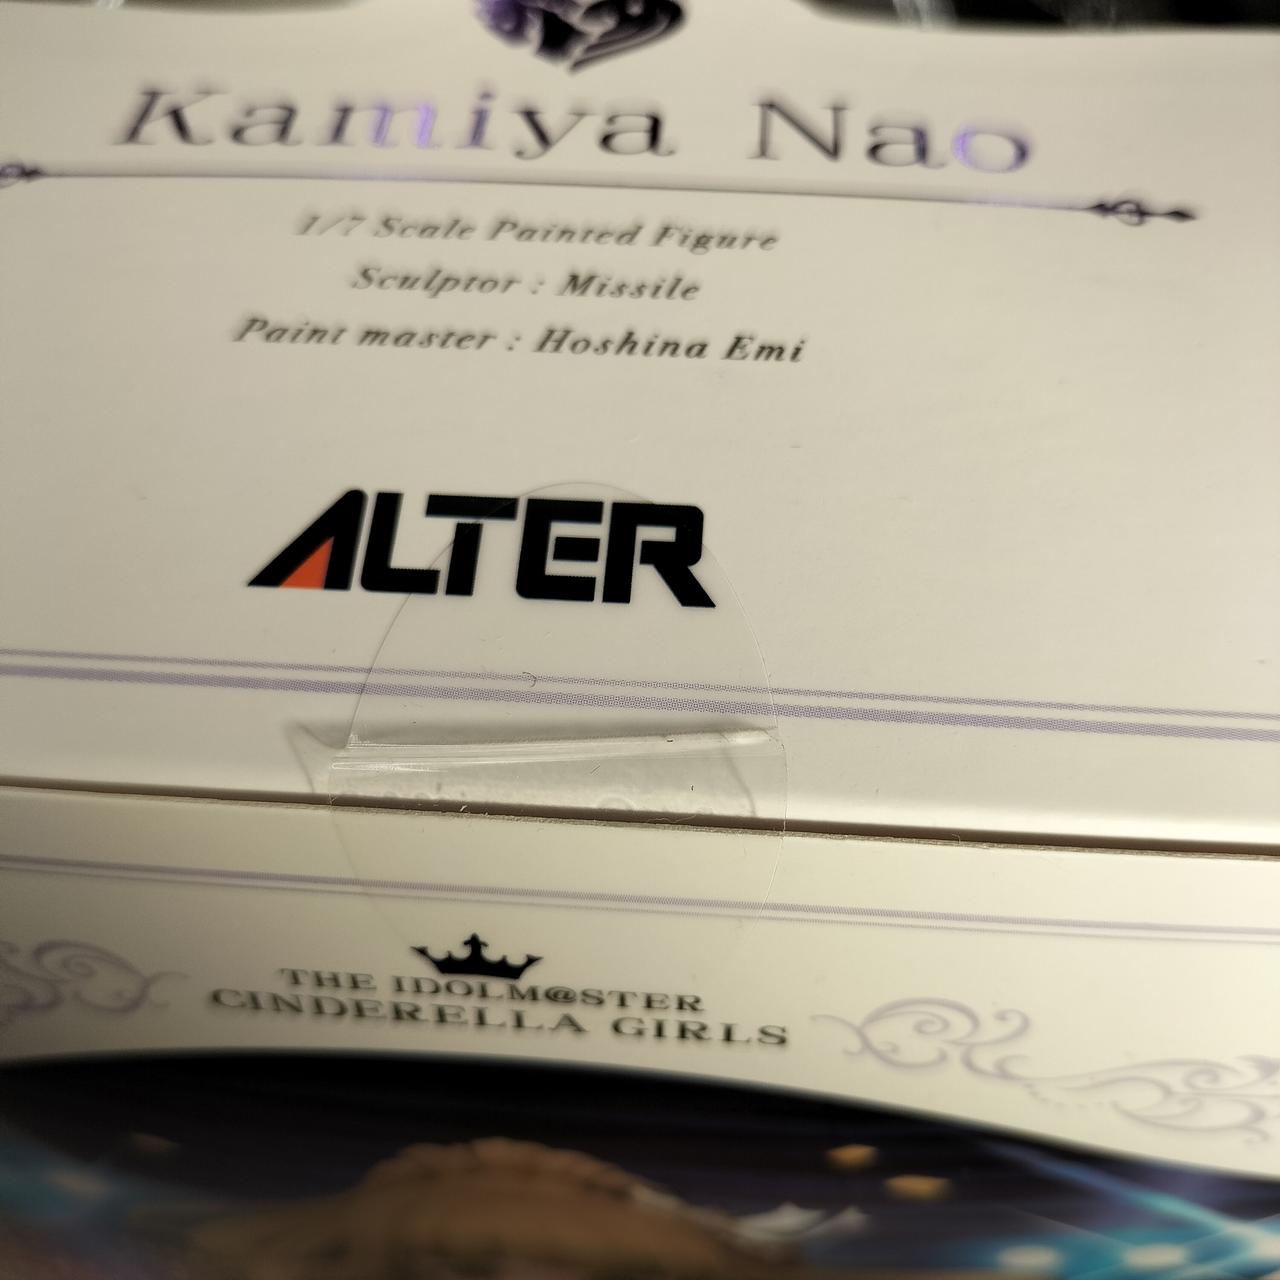 Kamiya Nao
1/7 Scale Painted Figure
Sculptor : Missile
Paint master : Hoshina Emi
ALTER
THE IDOLM@STER
CINDERELLA GIRLS